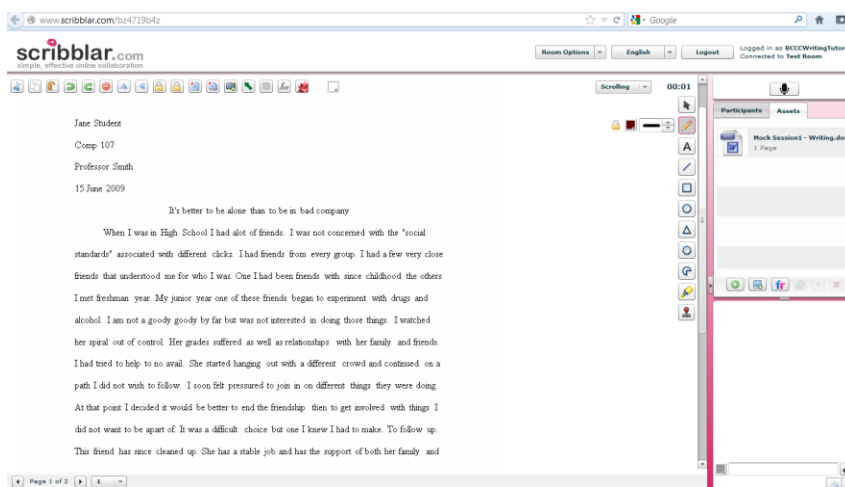 www.scribblar.com/bz4719b4z
Google
scribblar.com
simple, effective online collaboration
Room Options
English
Logout
Logged in as BCCCWritingTutor
Connected to Test Room
Scrolling
00:01
Jane Student
Comp 107
Professor Smith
15 June 2009
It's better to be alone than to be in bad company
When I was in High School I had alot of friends. I was not concerned with the "social
standards" associated with different clicks. I had friends from every group. I had a few very close
friends that understood me for who I was. One I had been friends with since childhood the others
I met freshman year. My junior year one of these friends began to experiment with drugs and
alcohol. I am not a goody goody by far but was not interested in doing those things. I watched
her spiral out of control. Her grades suffered as well as relationships with her family and friends.
I had tried to help to no avail. She started hanging out with a different crowd and continued on a
path I did not wish to follow. I soon felt pressured to join in on different things they were doing.
At that point I decided it would be better to end the friendship then to get involved with things I
did not want to be apart of. It was a difficult choice but one I knew I had to make. To follow up.
This friend has since cleaned up. She has a stable job and has the support of both her family and
Page 1 of 2
1
A
Participants
Assets
Mock Session1 - Writing.do
1 Page
fr